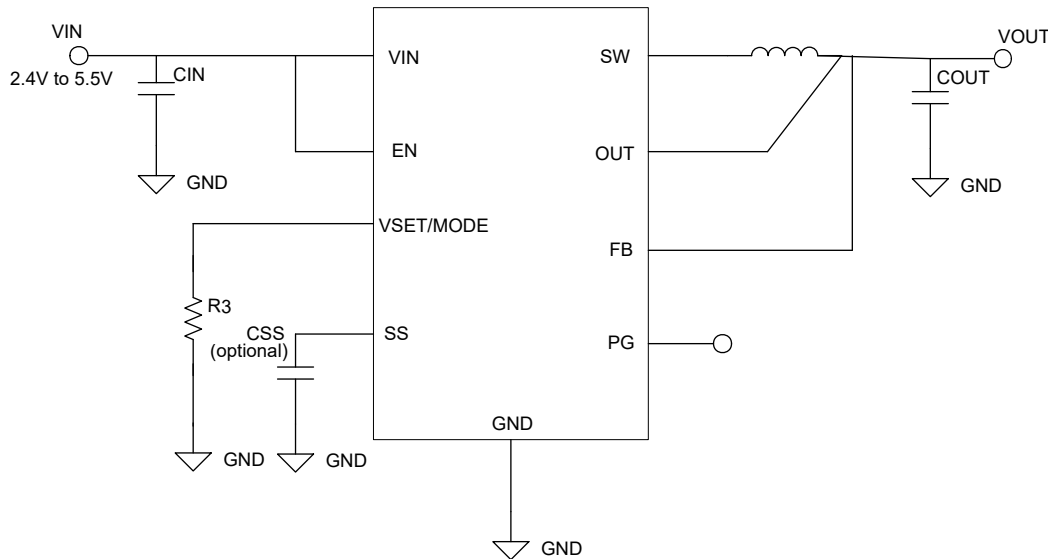 VIN
2.4V to 5.5V
CIN
GND
VIN
EN
VSET/MODE
SS
GND
SW
OUT
FB
PG
VOUT
COUT
GND
R3
GND
CSS
(optional)
GND
GND